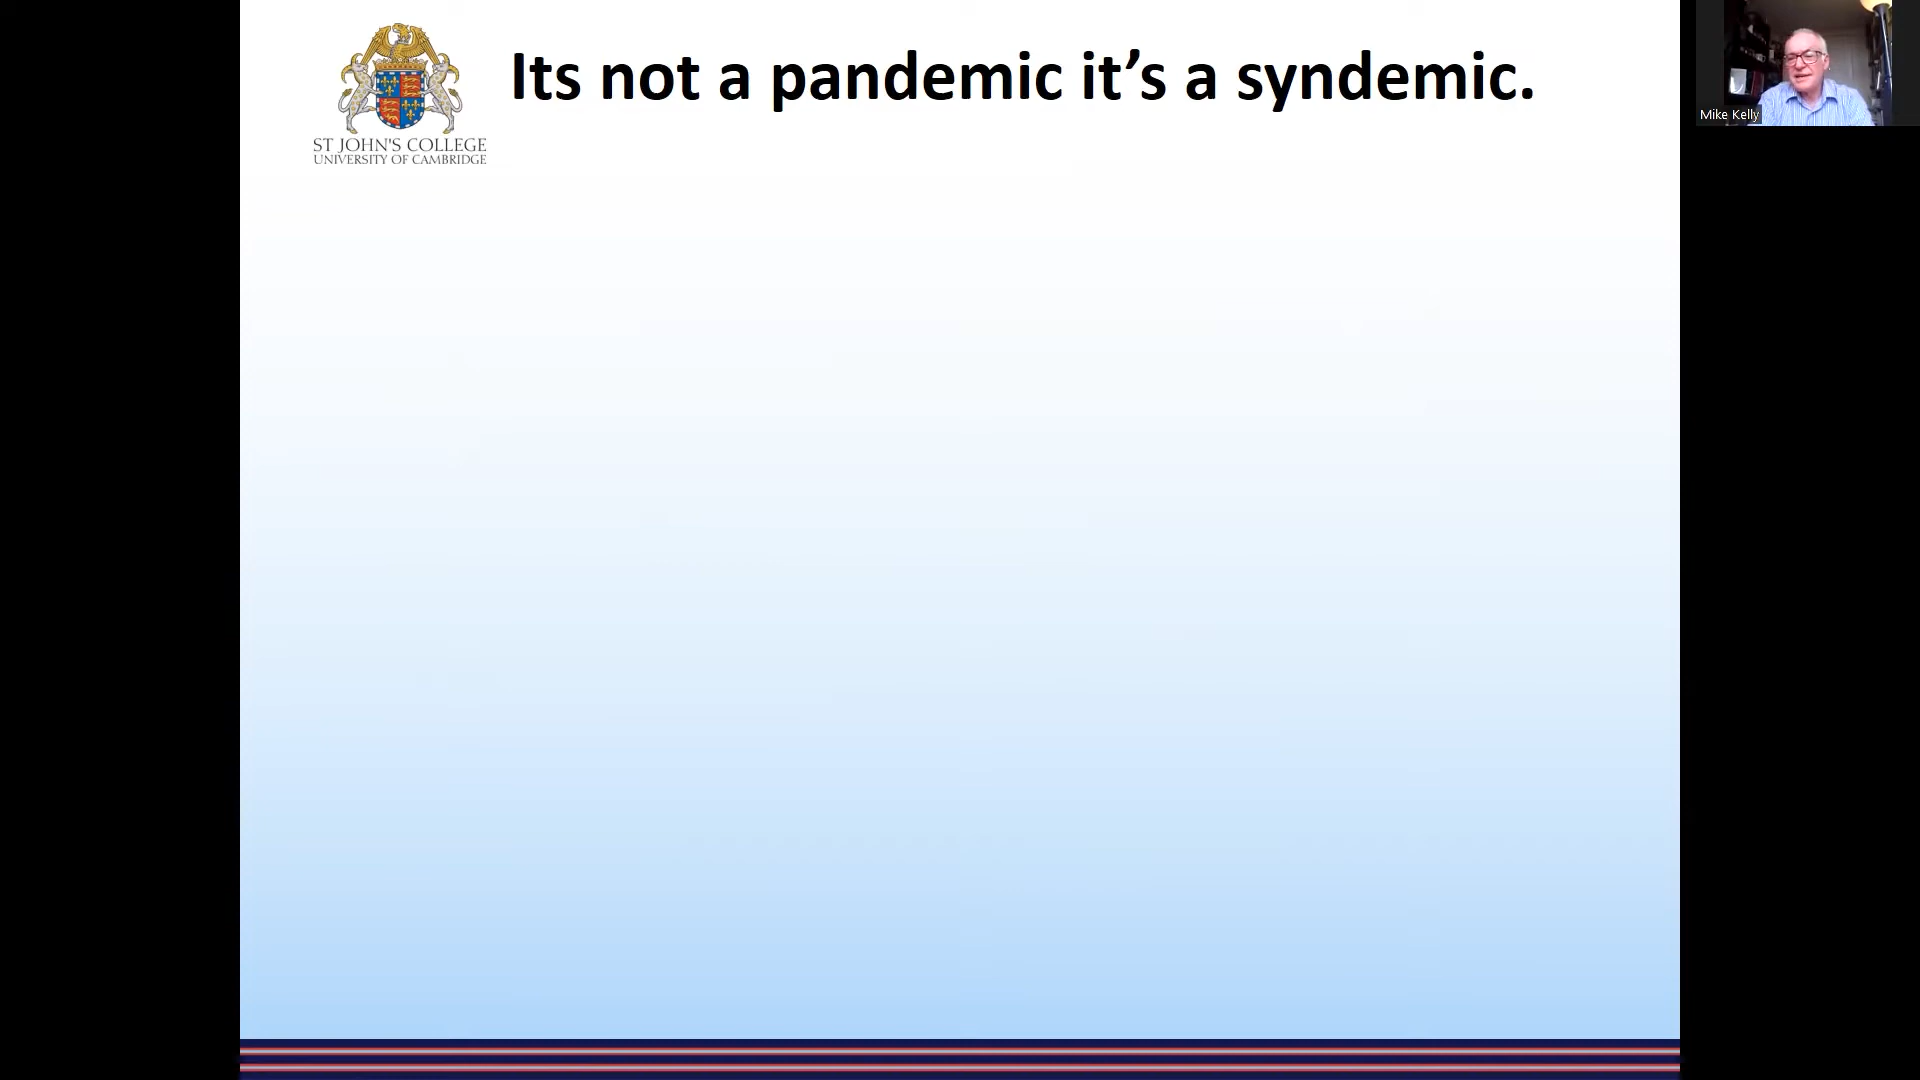 Its not a pandemic it’s a syndemic.
ST JOHN'S COLLEGE
UNIVERSITY OF CAMBRIDGE
Mike Kelly